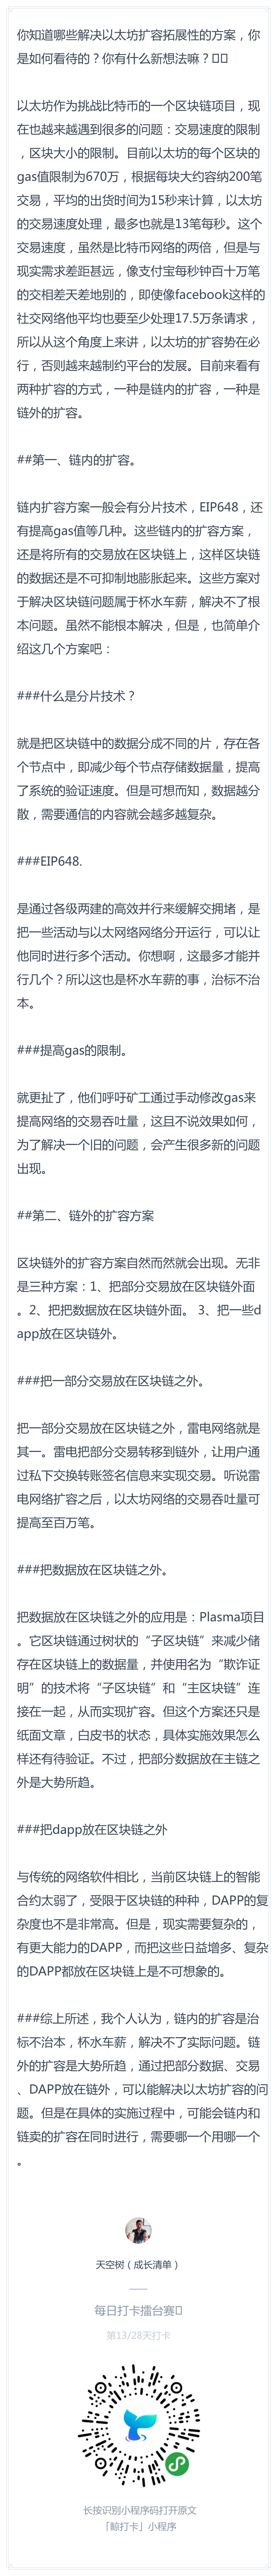 你知道哪些解决以太坊扩容拓展性的方案，你
是如何看待的？你有什么新想法嘛？
以太坊作为挑战比特币的一个区块链项目，现
在也越来越遇到很多的问题：交易速度的限制
，区块大小的限制。目前以太坊的每个区块的
gas值限制为670万，根据每块大约容纳200笔
交易，平均的出货时间为15秒来计算，以太坊
的交易速度处理，最多也就是13笔每秒。这个
交易速度，虽然是比特币网络的两倍，但是与
现实需求差距甚远，像支付宝每秒钟百十万笔
的交相差天差地别的，即使像facebook这样的
社交网络他平均也要至少处理17.5万条请求，
所以从这个角度上来讲，以太坊的扩容势在必
行，否则越来越制约平台的发展。目前来看有
两种扩容的方式，一种是链内的扩容，一种是
链外的扩容。
##第一、链内的扩容。
链内扩容方案一般会有分片技术，EIP648，还
有提高gas值等几种。这些链内的扩容方案，
还是将所有的交易放在区块链上，这样区块链
的数据还是不可抑制地膨胀起来。这些方案对
于解决区块链问题属于杯水车薪，解决不了根
本问题。虽然不能根本解决，但是，也简单介
绍这几个方案吧：
###什么是分片技术？
就是把区块链中的数据分成不同的片，存在各
个节点中，即减少每个节点存储数据量，提高
了系统的验证速度。但是可想而知，数据越分
散，需要通信的内容就会越多越复杂。
###EIP648.
是通过各级两建的高效并行来缓解交拥堵，是
把一些活动与以太网络网络分开运行，可以让
他同时进行多个活动。你想啊，这最多才能并
行几个？所以这也是杯水车薪的事，治标不治
本。
###提高gas的限制。
就更扯了，他们呼吁矿工通过手动修改gas来
提高网络的交易吞吐量，这且不说效果如何，
为了解决一个旧的问题，会产生很多新的问题
出现。
##第二、链外的扩容方案
区块链外的扩容方案自然而然就会出现。无非
是三种方案：1、把部分交易放在区块链外面
。2、把把数据放在区块链外面。 3、把一些d
app放在区块链外。
###把一部分交易放在区块链之外。
把一部分交易放在区块链之外，雷电网络就是
其一。雷电把部分交易转移到链外，让用户通
过私下交换转账签名信息来实现交易。听说雷
电网络扩容之后，以太坊网络的交易吞吐量可
提高至百万笔。
###把数据放在区块链之外。
把数据放在区块链之外的应用是：Plasma项目
。它区块链通过树状的“子区块链”来减少储
存在区块链上的数据量，并使用名为“欺诈证
明”的技术将“子区块链”和“主区块链”连
接在一起，从而实现扩容。但这个方案还只是
纸面文章，白皮书的状态，具体实施效果怎么
样还有待验证。不过，把部分数据放在主链之
外是大势所趋。
###把dapp放在区块链之外
与传统的网络软件相比，当前区块链上的智能
合约太弱了，受限于区块链的种种，DAPP的复
杂度也不是非常高。但是，现实需要复杂的，
有更大能力的DAPP，而把这些日益增多、复杂
的DAPP都放在区块链上是不可想象的。
###综上所述，我个人认为，链内的扩容是治
标不治本，杯水车薪，解决不了实际问题。链
外的扩容是大势所趋，通过把部分数据、交易
、DAPP放在链外，可以能解决以太坊扩容的问
题。但是在具体的实施过程中，可能会链内和
链卖的扩容在同时进行，需要哪一个用哪一个
。
天空树（成长清单）
每日打卡擂台赛
第13/28天打卡
长按识别小程序码打开原文
「鲸打卡」小程序